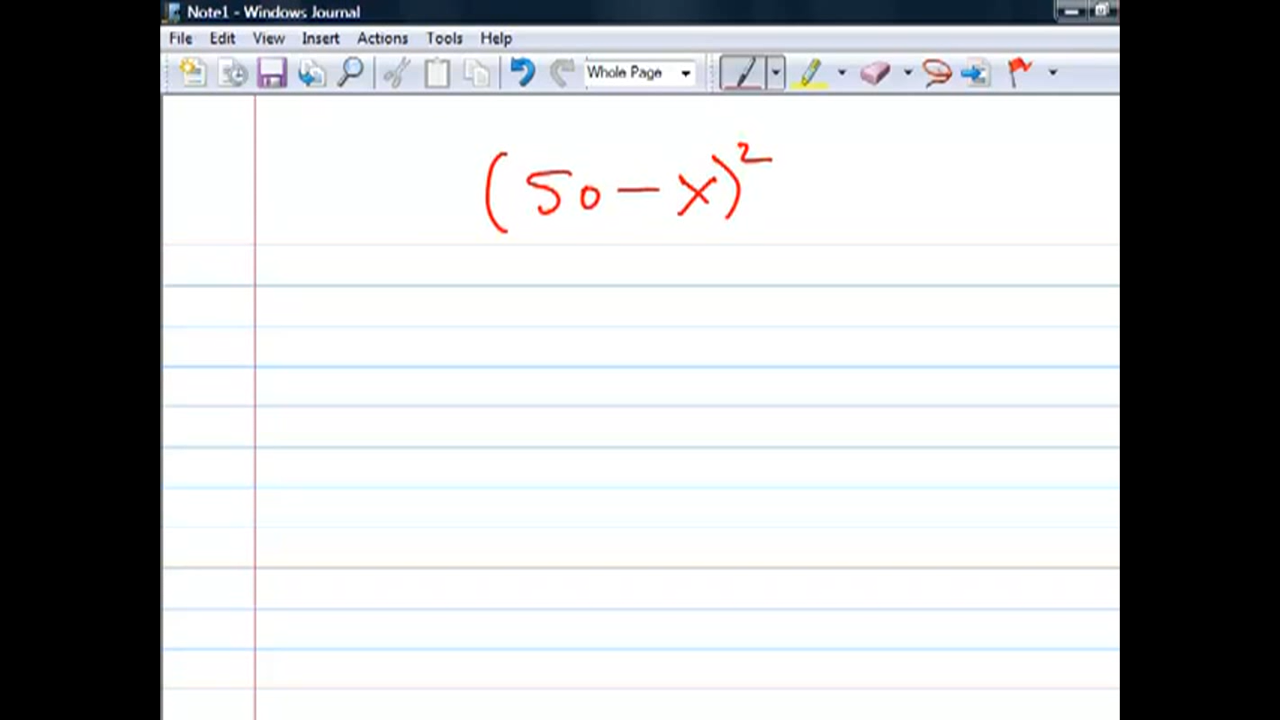 Note1 - Windows Journal
File Edit View Insert Actions Tools Help
Whole Page
(50 - x)²